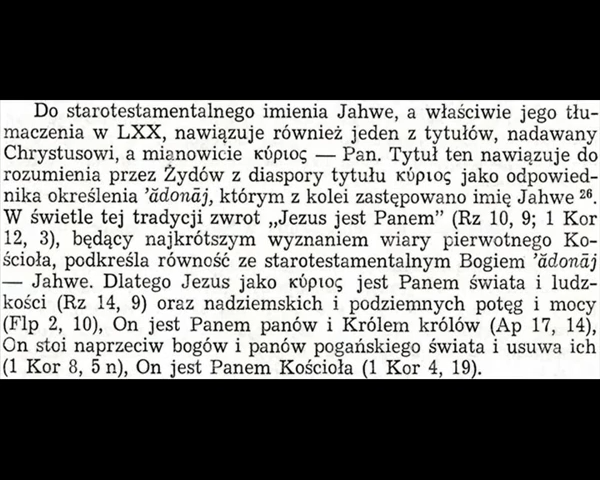 Do starotestamentalnego imienia Jahwe, a właściwie jego tłu-
maczenia w LXX, nawiązuje również jeden z tytułów, nadawany
Chrystusowi, a mianowicie κύριος — Pan. Tytuł ten nawiązuje do
rozumienia przez Żydów z diaspory tytułu κύριος jako odpowied-
nika określenia ’ădonāj, którym z kolei zastępowano imię Jahwe ²⁶.
W świetle tej tradycji zwrot „Jezus jest Panem” (Rz 10, 9; 1 Kor
12, 3), będący najkrótszym wyznaniem wiary pierwotnego Ko-
ścioła, podkreśla równość ze starotestamentalnym Bogiem ’ădonāj
— Jahwe. Dlatego Jezus jako κύριος jest Panem świata i ludz-
kości (Rz 14, 9) oraz nadziemskich i podziemnych potęg i mocy
(Flp 2, 10), On jest Panem panów i Królem królów (Ap 17, 14),
On stoi naprzeciw bogów i panów pogańskiego świata i usuwa ich
(1 Kor 8, 5 n), On jest Panem Kościoła (1 Kor 4, 19).